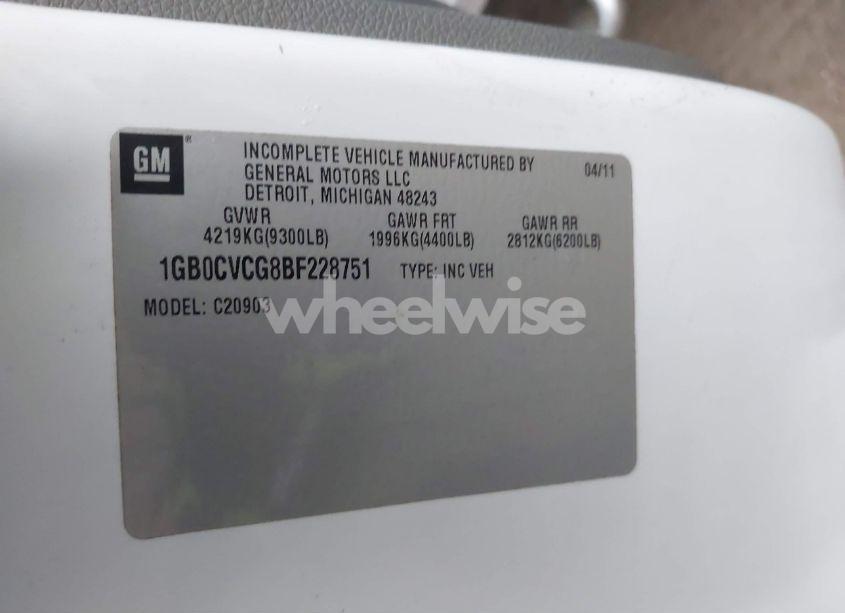 GM ® INCOMPLETE VEHICLE MANUFACTURED BY 04/11
GENERAL MOTORS LLC
DETROIT, MICHIGAN 48243
GVWR GAWR FRT GAWR RR
4219KG(9300LB) 1996KG(4400LB) 2812KG(6200LB)
1GB0CVCG8BF228751 TYPE: INC VEH
MODEL: C20903
wheelwise